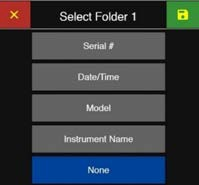 Select Folder 1
Serial #
Date/Time
Model
Instrument Name
None